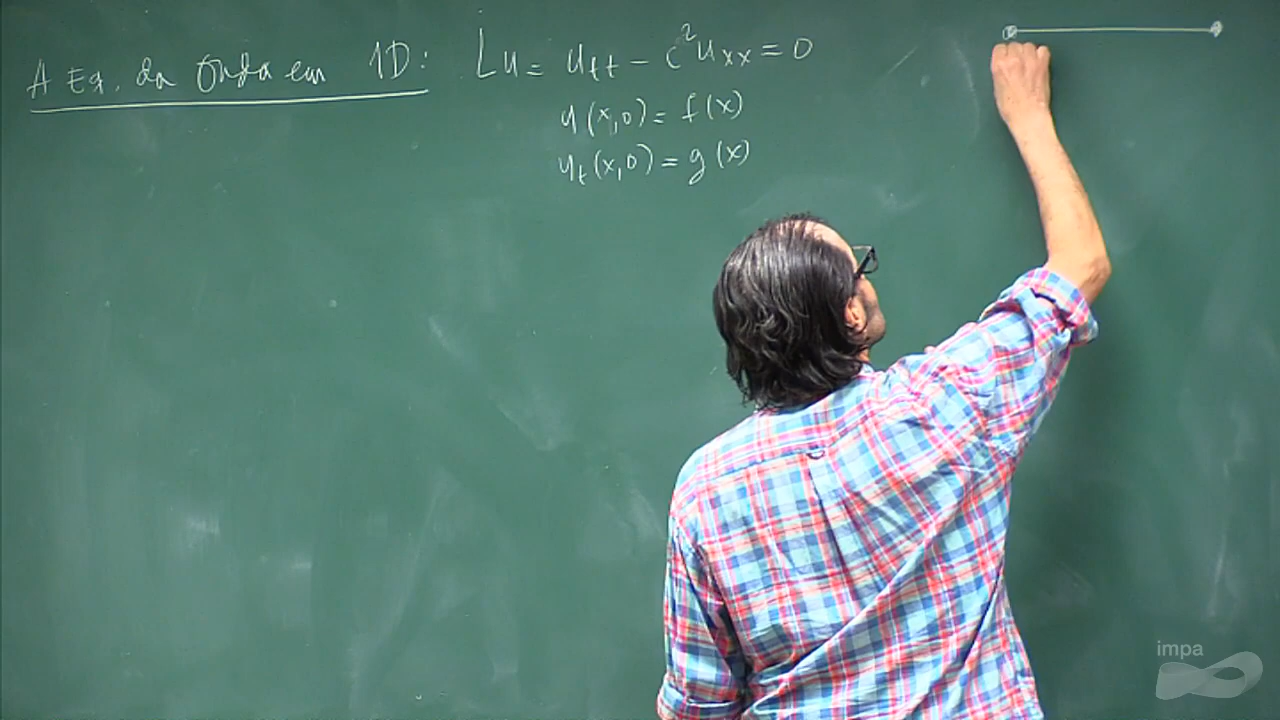 A Eq. da Onda em 1D: Lu = u_tt - c²u_xx = 0
u(x,0) = f(x)
u_t(x,0) = g(x)
impa